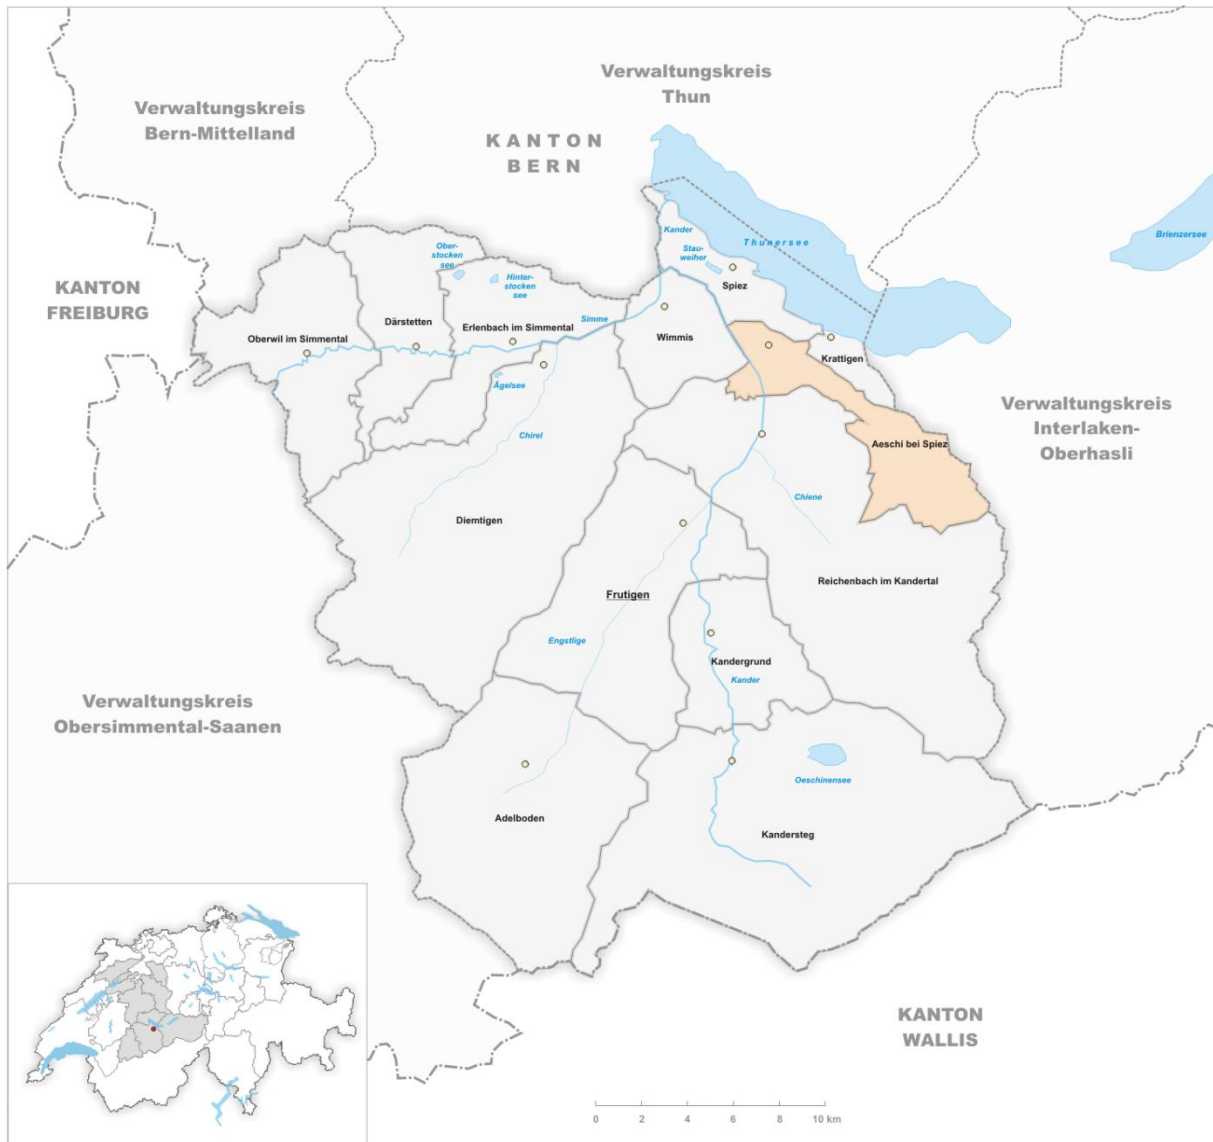 Verwaltungskreis
Thun
Verwaltungskreis
Bern-Mittelland
KANTON
BERN
Kander
Thunersee
Brienzersee
Ober-
stocken
see
Stau-
weiher
Hinter-
stocken
see
Spiez
KANTON
FREIBURG
Därstetten
Simme
Erlenbach im Simmental
Oberwil im Simmental
Wimmis
Krattigen
Ägelsee
Verwaltungskreis
Interlaken-
Oberhasli
Chirel
Aeschi bei Spiez
Chiene
Diemtigen
Reichenbach im Kandertal
Frutigen
Engstlige
Kandergrund
Kander
Verwaltungskreis
Obersimmental-Saanen
Oeschinensee
Adelboden
Kandersteg
KANTON
WALLIS
0 2 4 6 8 10 km